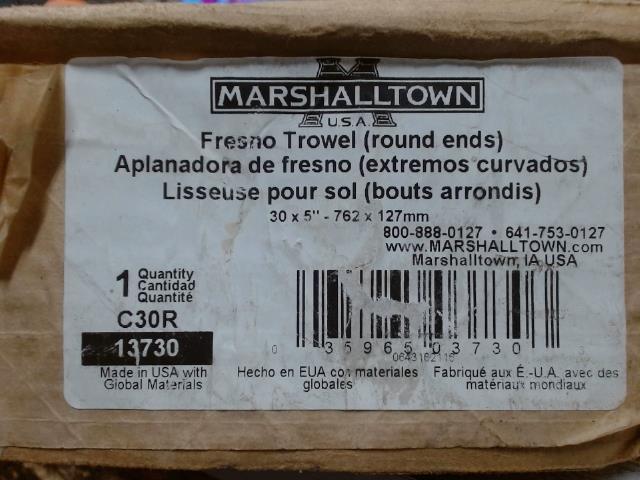 MARSHALLTOWN
U.S.A.
Fresno Trowel (round ends)
Aplanadora de fresno (extremos curvados)
Lisseuse pour sol (bouts arrondis)
30 x 5" - 762 x 127mm
800-888-0127 • 641-753-0127
www.MARSHALLTOWN.com
Marshalltown, IA USA
1 Quantity
Cantidad
Quantité
C30R
13730
Made in USA with
Global Materials
0 35965 03730
Hecho en EUA con materiales
globales
Fabriqué aux É.-U.A. avec des
matériaux mondiaux